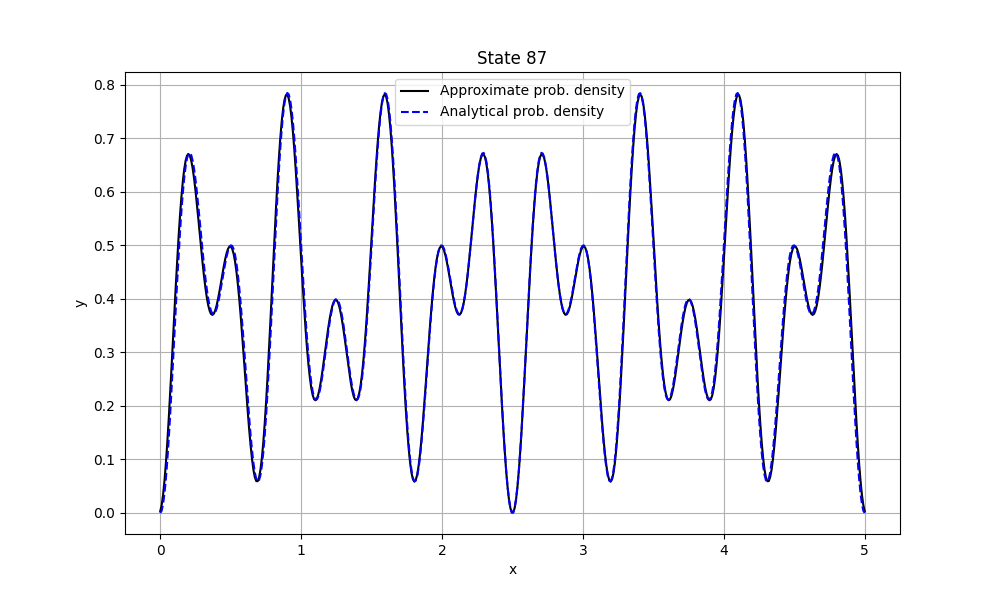 State 87
Approximate prob. density
Analytical prob. density
0.8
0.7
0.6
0.5
0.4
0.3
0.2
0.1
0.0
y
0 1 2 3 4 5
x